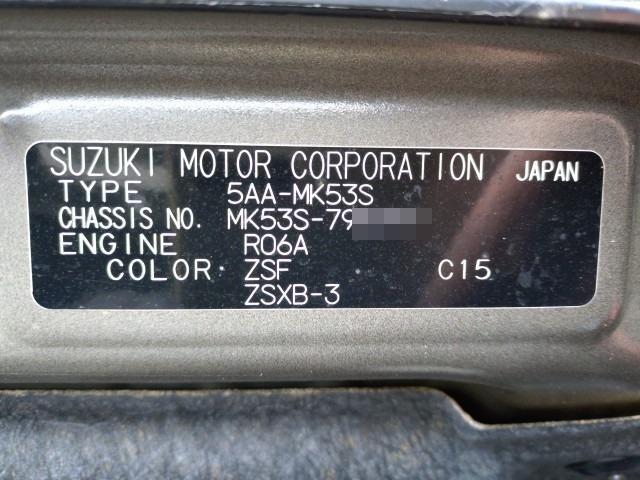 SUZUKI MOTOR CORPORATION JAPAN
TYPE 5AA-MK53S
CHASSIS NO. MK53S-79
ENGINE R06A
COLOR ZSF C15
ZSXB-3